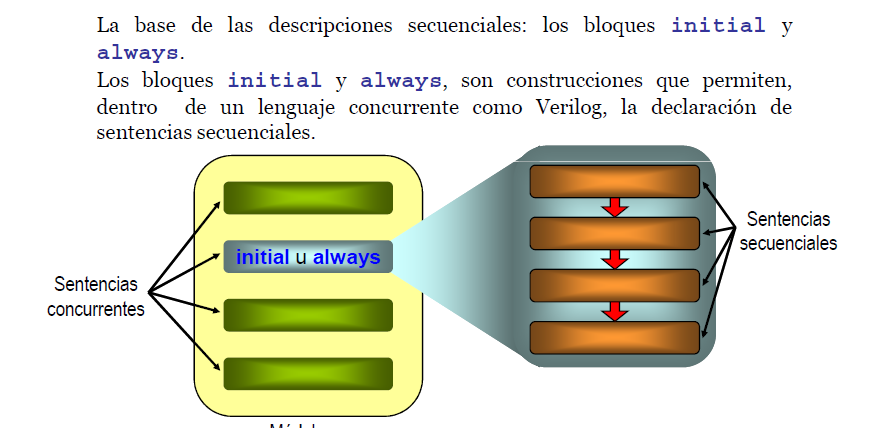 La base de las descripciones secuenciales: los bloques initial y
always.
Los bloques initial y always, son construcciones que permiten,
dentro de un lenguaje concurrente como Verilog, la declaración de
sentencias secuenciales.
initial u always
Sentencias
secuenciales
Sentencias
concurrentes